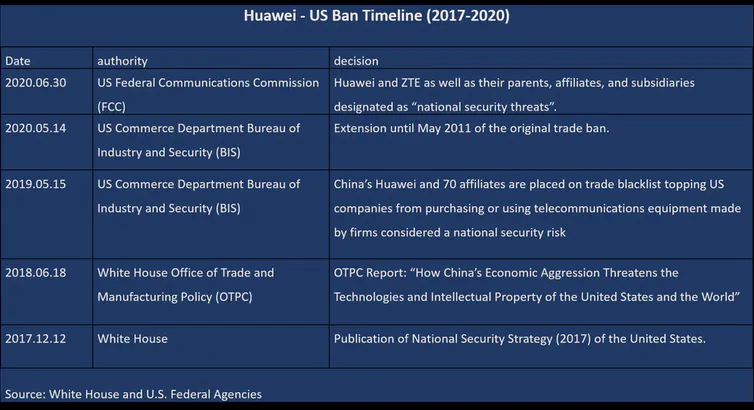 Huawei - US Ban Timeline (2017-2020)
Date authority decision
2020.06.30 US Federal Communications Commission Huawei and ZTE as well as their parents, affiliates, and subsidiaries
(FCC) designated as “national security threats”.
2020.05.14 US Commerce Department Bureau of Extension until May 2011 of the original trade ban.
Industry and Security (BIS)
2019.05.15 US Commerce Department Bureau of China’s Huawei and 70 affiliates are placed on trade blacklist topping US
Industry and Security (BIS) companies from purchasing or using telecommunications equipment made
by firms considered a national security risk
2018.06.18 White House Office of Trade and OTPC Report: “How China’s Economic Aggression Threatens the
Manufacturing Policy (OTPC) Technologies and Intellectual Property of the United States and the World”
2017.12.12 White House Publication of National Security Strategy (2017) of the United States.
Source: White House and U.S. Federal Agencies